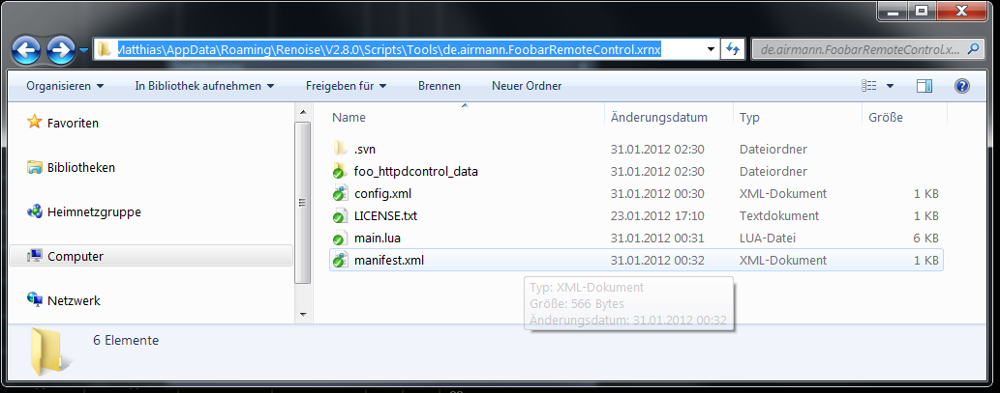 Matthias\AppData\Roaming\Renoise\V2.8.0\Scripts\Tools\de.airmann.FoobarRemoteControl.xrnx
de.airmann.FoobarRemoteControl.x...
Organisieren
In Bibliothek aufnehmen
Freigeben für
Brennen
Neuer Ordner
Favoriten
Bibliotheken
Heimnetzgruppe
Computer
Netzwerk
Name Änderungsdatum Typ Größe
.svn 31.01.2012 02:30 Dateiordner
foo_httpdcontrol_data 31.01.2012 02:30 Dateiordner
config.xml 31.01.2012 00:30 XML-Dokument 1 KB
LICENSE.txt 23.01.2012 17:10 Textdokument 1 KB
main.lua 31.01.2012 00:31 LUA-Datei 6 KB
manifest.xml 31.01.2012 00:32 XML-Dokument 1 KB
Typ: XML-Dokument
Größe: 566 Bytes
Änderungsdatum: 31.01.2012 00:32
6 Elemente